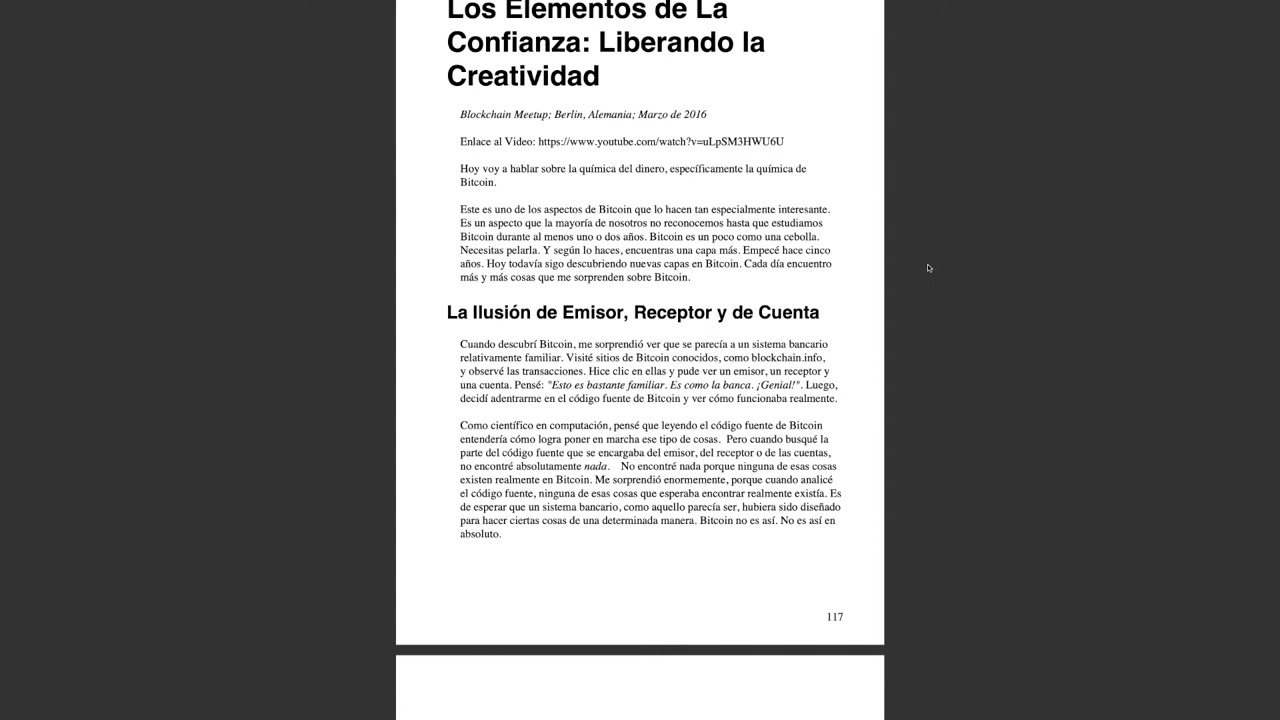 Los Elementos de La
Confianza: Liberando la
Creatividad
Blockchain Meetup; Berlin, Alemania; Marzo de 2016
Enlace al Video: https://www.youtube.com/watch?v=uLpSM3HWU6U
Hoy voy a hablar sobre la química del dinero, específicamente la química de
Bitcoin.
Este es uno de los aspectos de Bitcoin que lo hacen tan especialmente interesante.
Es un aspecto que la mayoría de nosotros no reconocemos hasta que estudiamos
Bitcoin durante al menos uno o dos años. Bitcoin es un poco como una cebolla.
Necesitas pelarla. Y según lo haces, encuentras una capa más. Empecé hace cinco
años. Hoy todavía sigo descubriendo nuevas capas en Bitcoin. Cada día encuentro
más y más cosas que me sorprenden sobre Bitcoin.
La Ilusión de Emisor, Receptor y de Cuenta
Cuando descubrí Bitcoin, me sorprendió ver que se parecía a un sistema bancario
relativamente familiar. Visité sitios de Bitcoin conocidos, como blockchain.info,
y observé las transacciones. Hice clic en ellas y pude ver un emisor, un receptor y
una cuenta. Pensé: "Esto es bastante familiar. Es como la banca. ¡Genial!". Luego,
decidí adentrarme en el código fuente de Bitcoin y ver cómo funcionaba realmente.
Como científico en computación, pensé que leyendo el código fuente de Bitcoin
entendería cómo logra poner en marcha ese tipo de cosas. Pero cuando busqué la
parte del código fuente que se encargaba del emisor, del receptor o de las cuentas,
no encontré absolutamente nada. No encontré nada porque ninguna de esas cosas
existen realmente en Bitcoin. Me sorprendió enormemente, porque cuando analicé
el código fuente, ninguna de esas cosas que esperaba encontrar realmente existía. Es
de esperar que un sistema bancario, como aquello parecía ser, hubiera sido diseñado
para hacer ciertas cosas de una determinada manera. Bitcoin no es así. No es así en
absoluto.
117